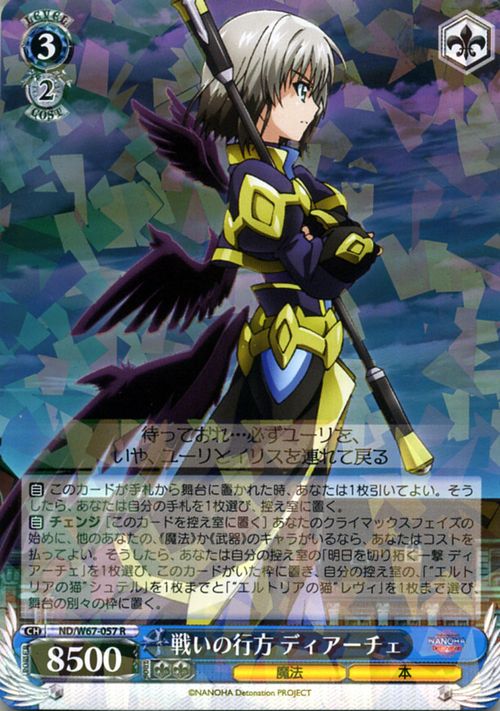 LEVEL
3
2
COST
待っておれ…必ずユーリを、
いや、ユーリとイリスを連れて戻る
自 このカードが手札から舞台に置かれた時、あなたは1枚引いてよい。そう
したら、あなたは自分の手札を1枚選び、控え室に置く。
自 チェンジ [このカードを控え室に置く] あなたのクライマックスフェイズの
始めに、他のあなたの、《魔法》か《武器》のキャラがいるなら、あなたはコストを
払ってよい。そうしたら、あなたは自分の控え室の「明日を切り拓く一撃 ディ
アーチェ」を1枚選び、このカードがいた枠に置き、自分の控え室の、「“エルト
リアの猫”シュテル」を1枚までと「“エルトリアの猫”レヴィ」を1枚まで選び、
舞台の別々の枠に置く。
CH ND/W67-057 R
戦いの行方 ディアーチェ
NANOHA
8500
魔法
本
©NANOHA Detonation PROJECT